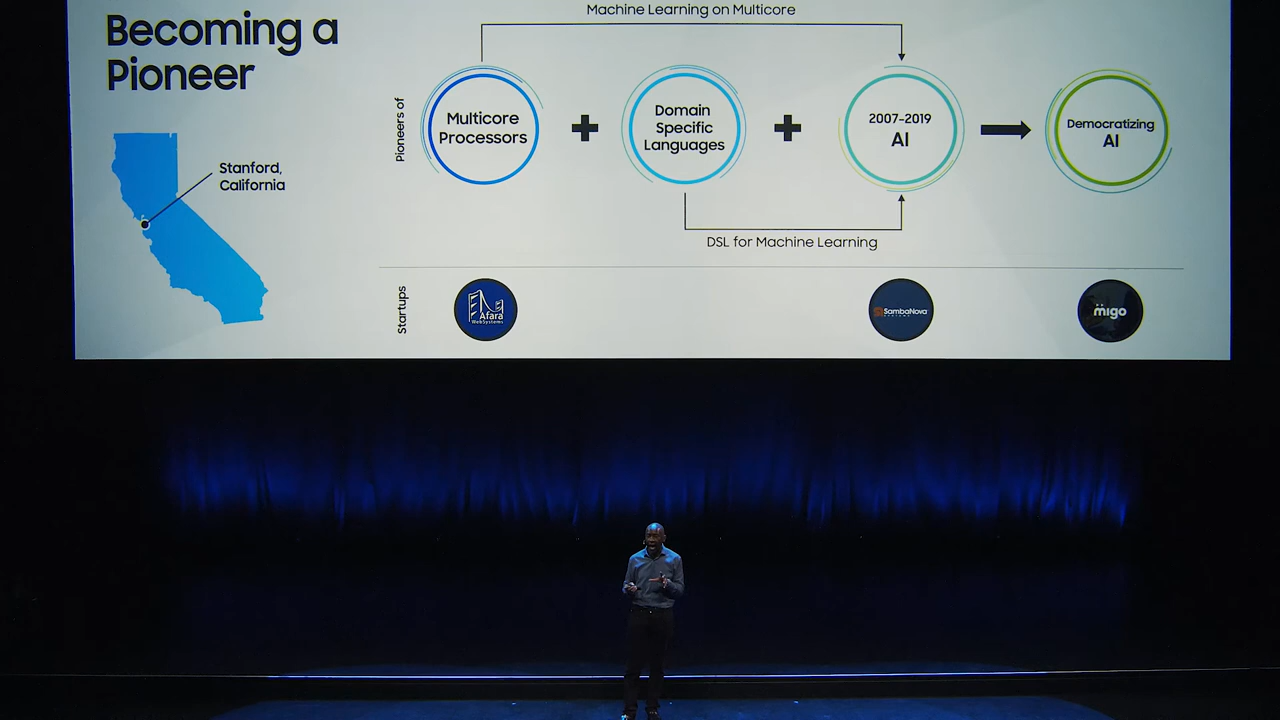 Becoming a
Pioneer
Stanford,
California
Machine Learning on Multicore
Pioneers of
Multicore
Processors
Domain
Specific
Languages
2007-2019
AI
Democratizing
AI
DSL for Machine Learning
Startups
Afara
WebSystems
SambaNova
SYSTEMS
migo